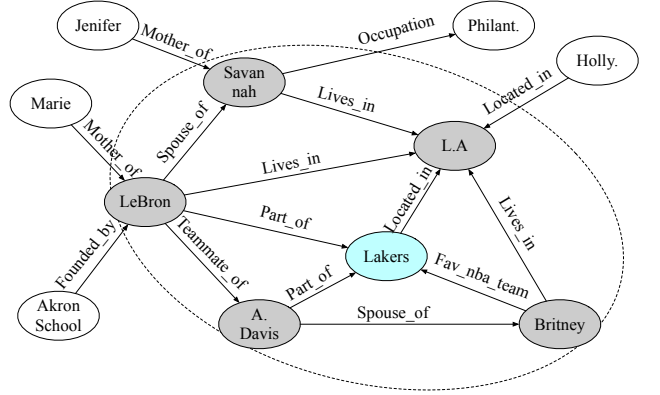 Jenifer
Mother_of
Occupation
Philant.
Savan
nah
Holly.
Located_in
Marie
Mother_of
Spouse_of
Lives_in
L.A
Lives_in
LeBron
Located_in
Part_of
Lives_in
Founded_by
Teammate_of
Lakers
Fav_nba_team
Part_of
Akron
School
A.
Davis
Spouse_of
Britney